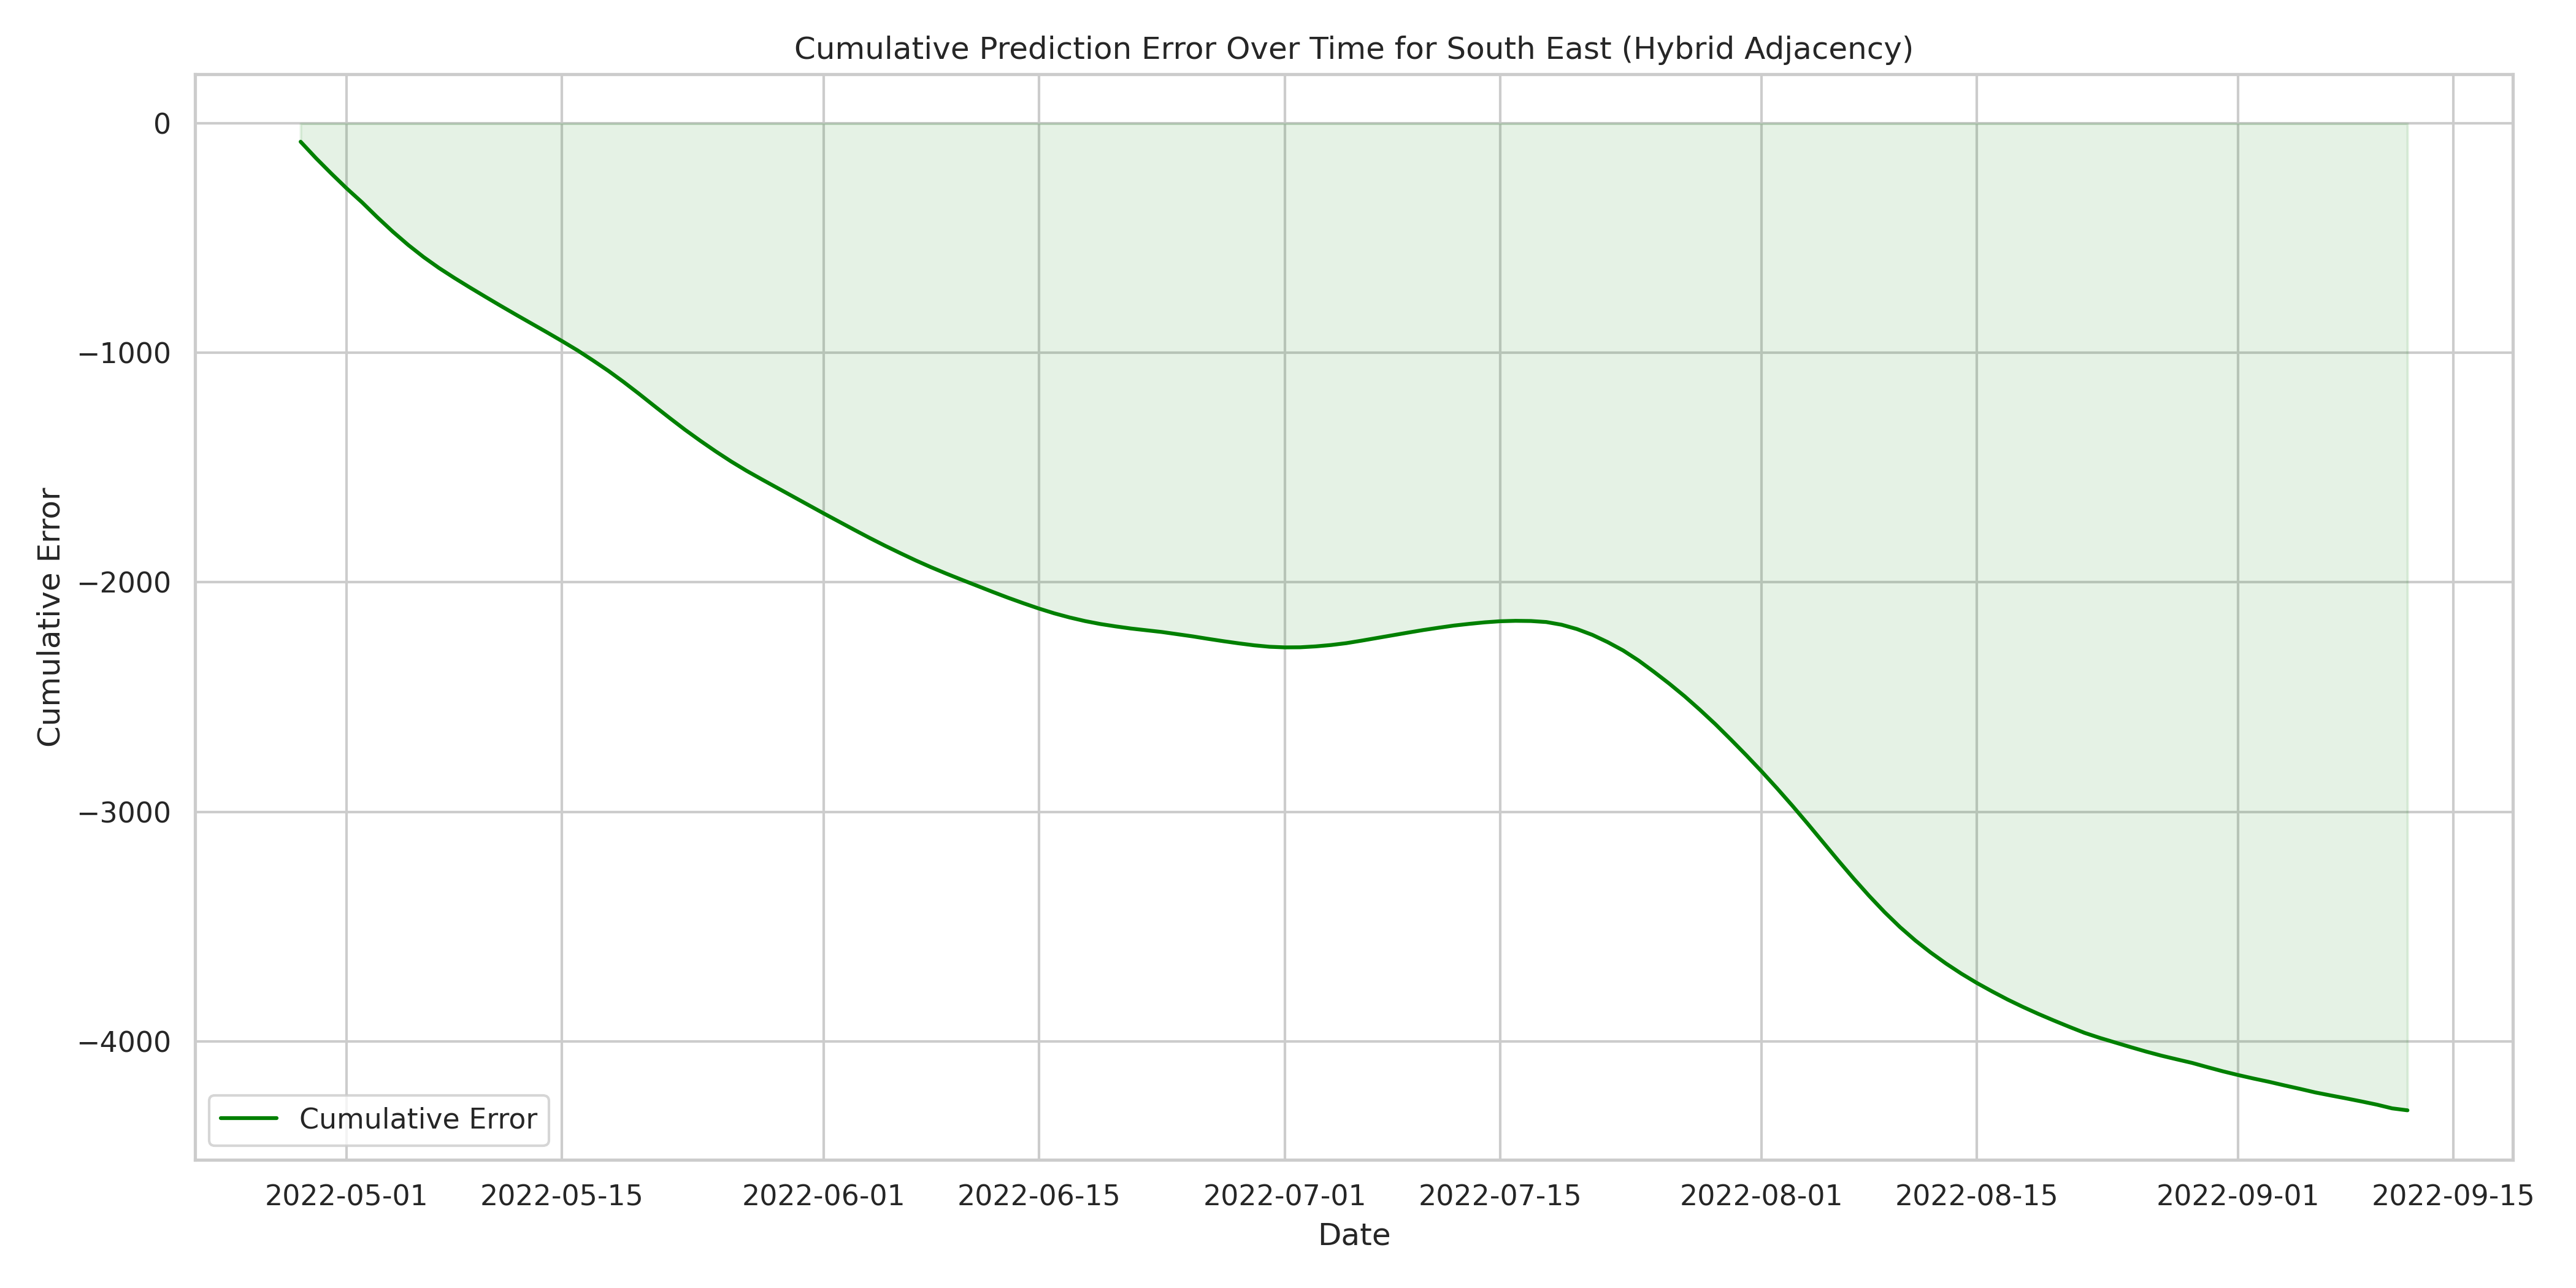 Cumulative Prediction Error Over Time for South East (Hybrid Adjacency)
Cumulative Error
0
−1000
−2000
−3000
−4000
Cumulative Error
2022-05-01 2022-05-15 2022-06-01 2022-06-15 2022-07-01 2022-07-15 2022-08-01 2022-08-15 2022-09-01 2022-09-15
Date